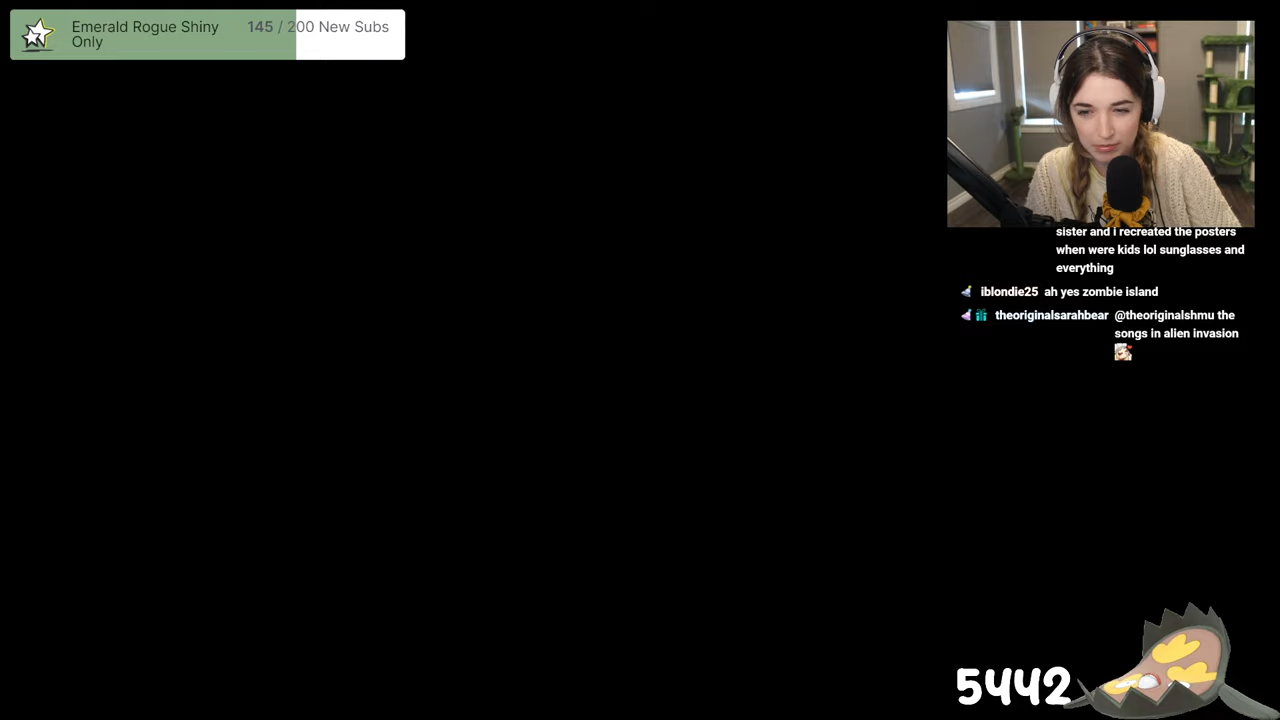 Emerald Rogue Shiny Only
145 / 200 New Subs
sister and i recreated the posters
when were kids lol sunglasses and
everything
iblondie25 ah yes zombie island
theoriginalsarahbear @theoriginalshmu the
songs in alien invasion
5442